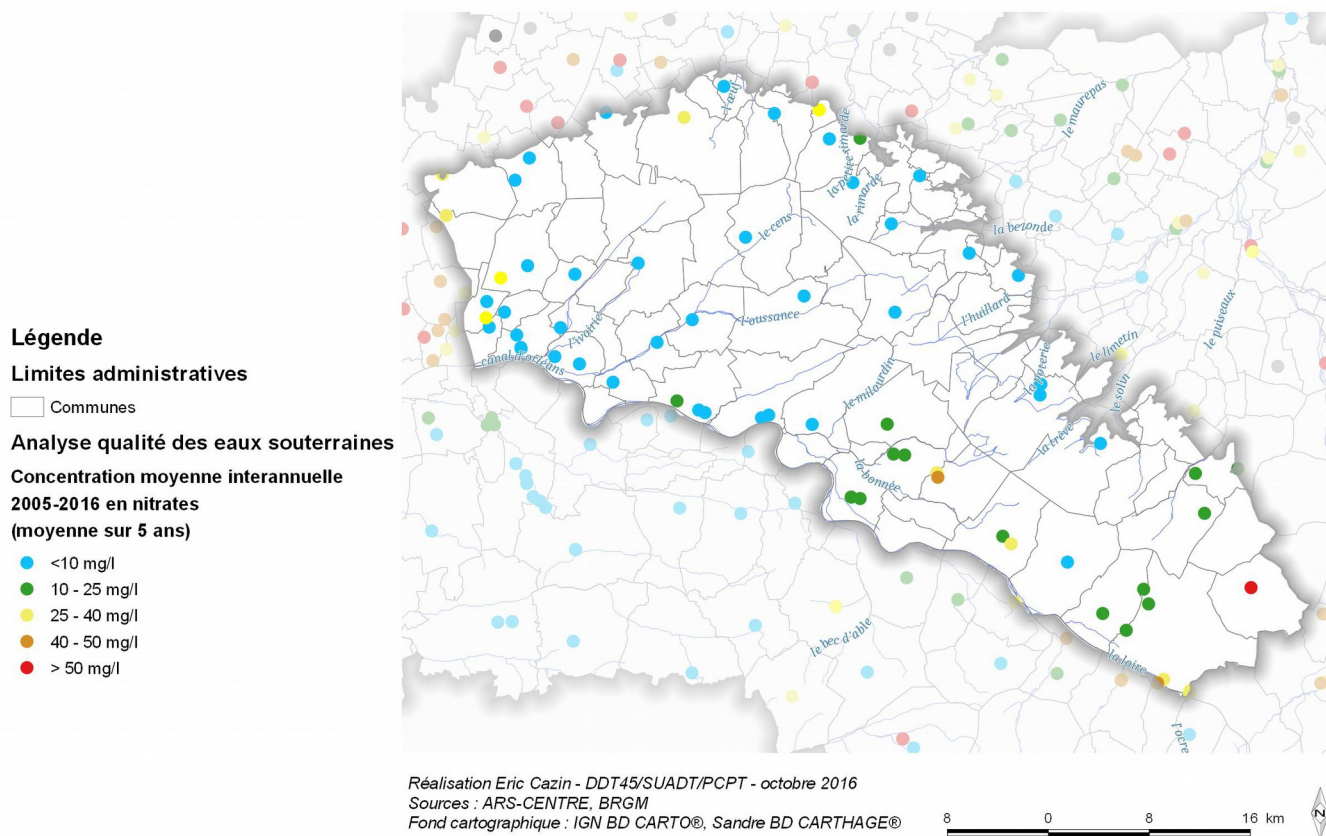 Légende
Limites administratives
Communes
Analyse qualité des eaux souterraines
Concentration moyenne interannuelle
2005-2016 en nitrates
(moyenne sur 5 ans)
<10 mg/l
10 - 25 mg/l
25 - 40 mg/l
40 - 50 mg/l
> 50 mg/l
l'œuf
la petite rimarde
la rimarde
le maurepas
le cens
la bezonde
l'oussance
l'huillard
l'ivoirie
canal d'orléans
le milourdin
la poterie
le limetin
le solin
le puiseaux
la trève
la bonnée
le bec d'able
la loire
l'ocre
Réalisation Eric Cazin - DDT45/SUADT/PCPT - octobre 2016
Sources : ARS-CENTRE, BRGM
Fond cartographique : IGN BD CARTO®, Sandre BD CARTHAGE®
8 0 8 16 km
N